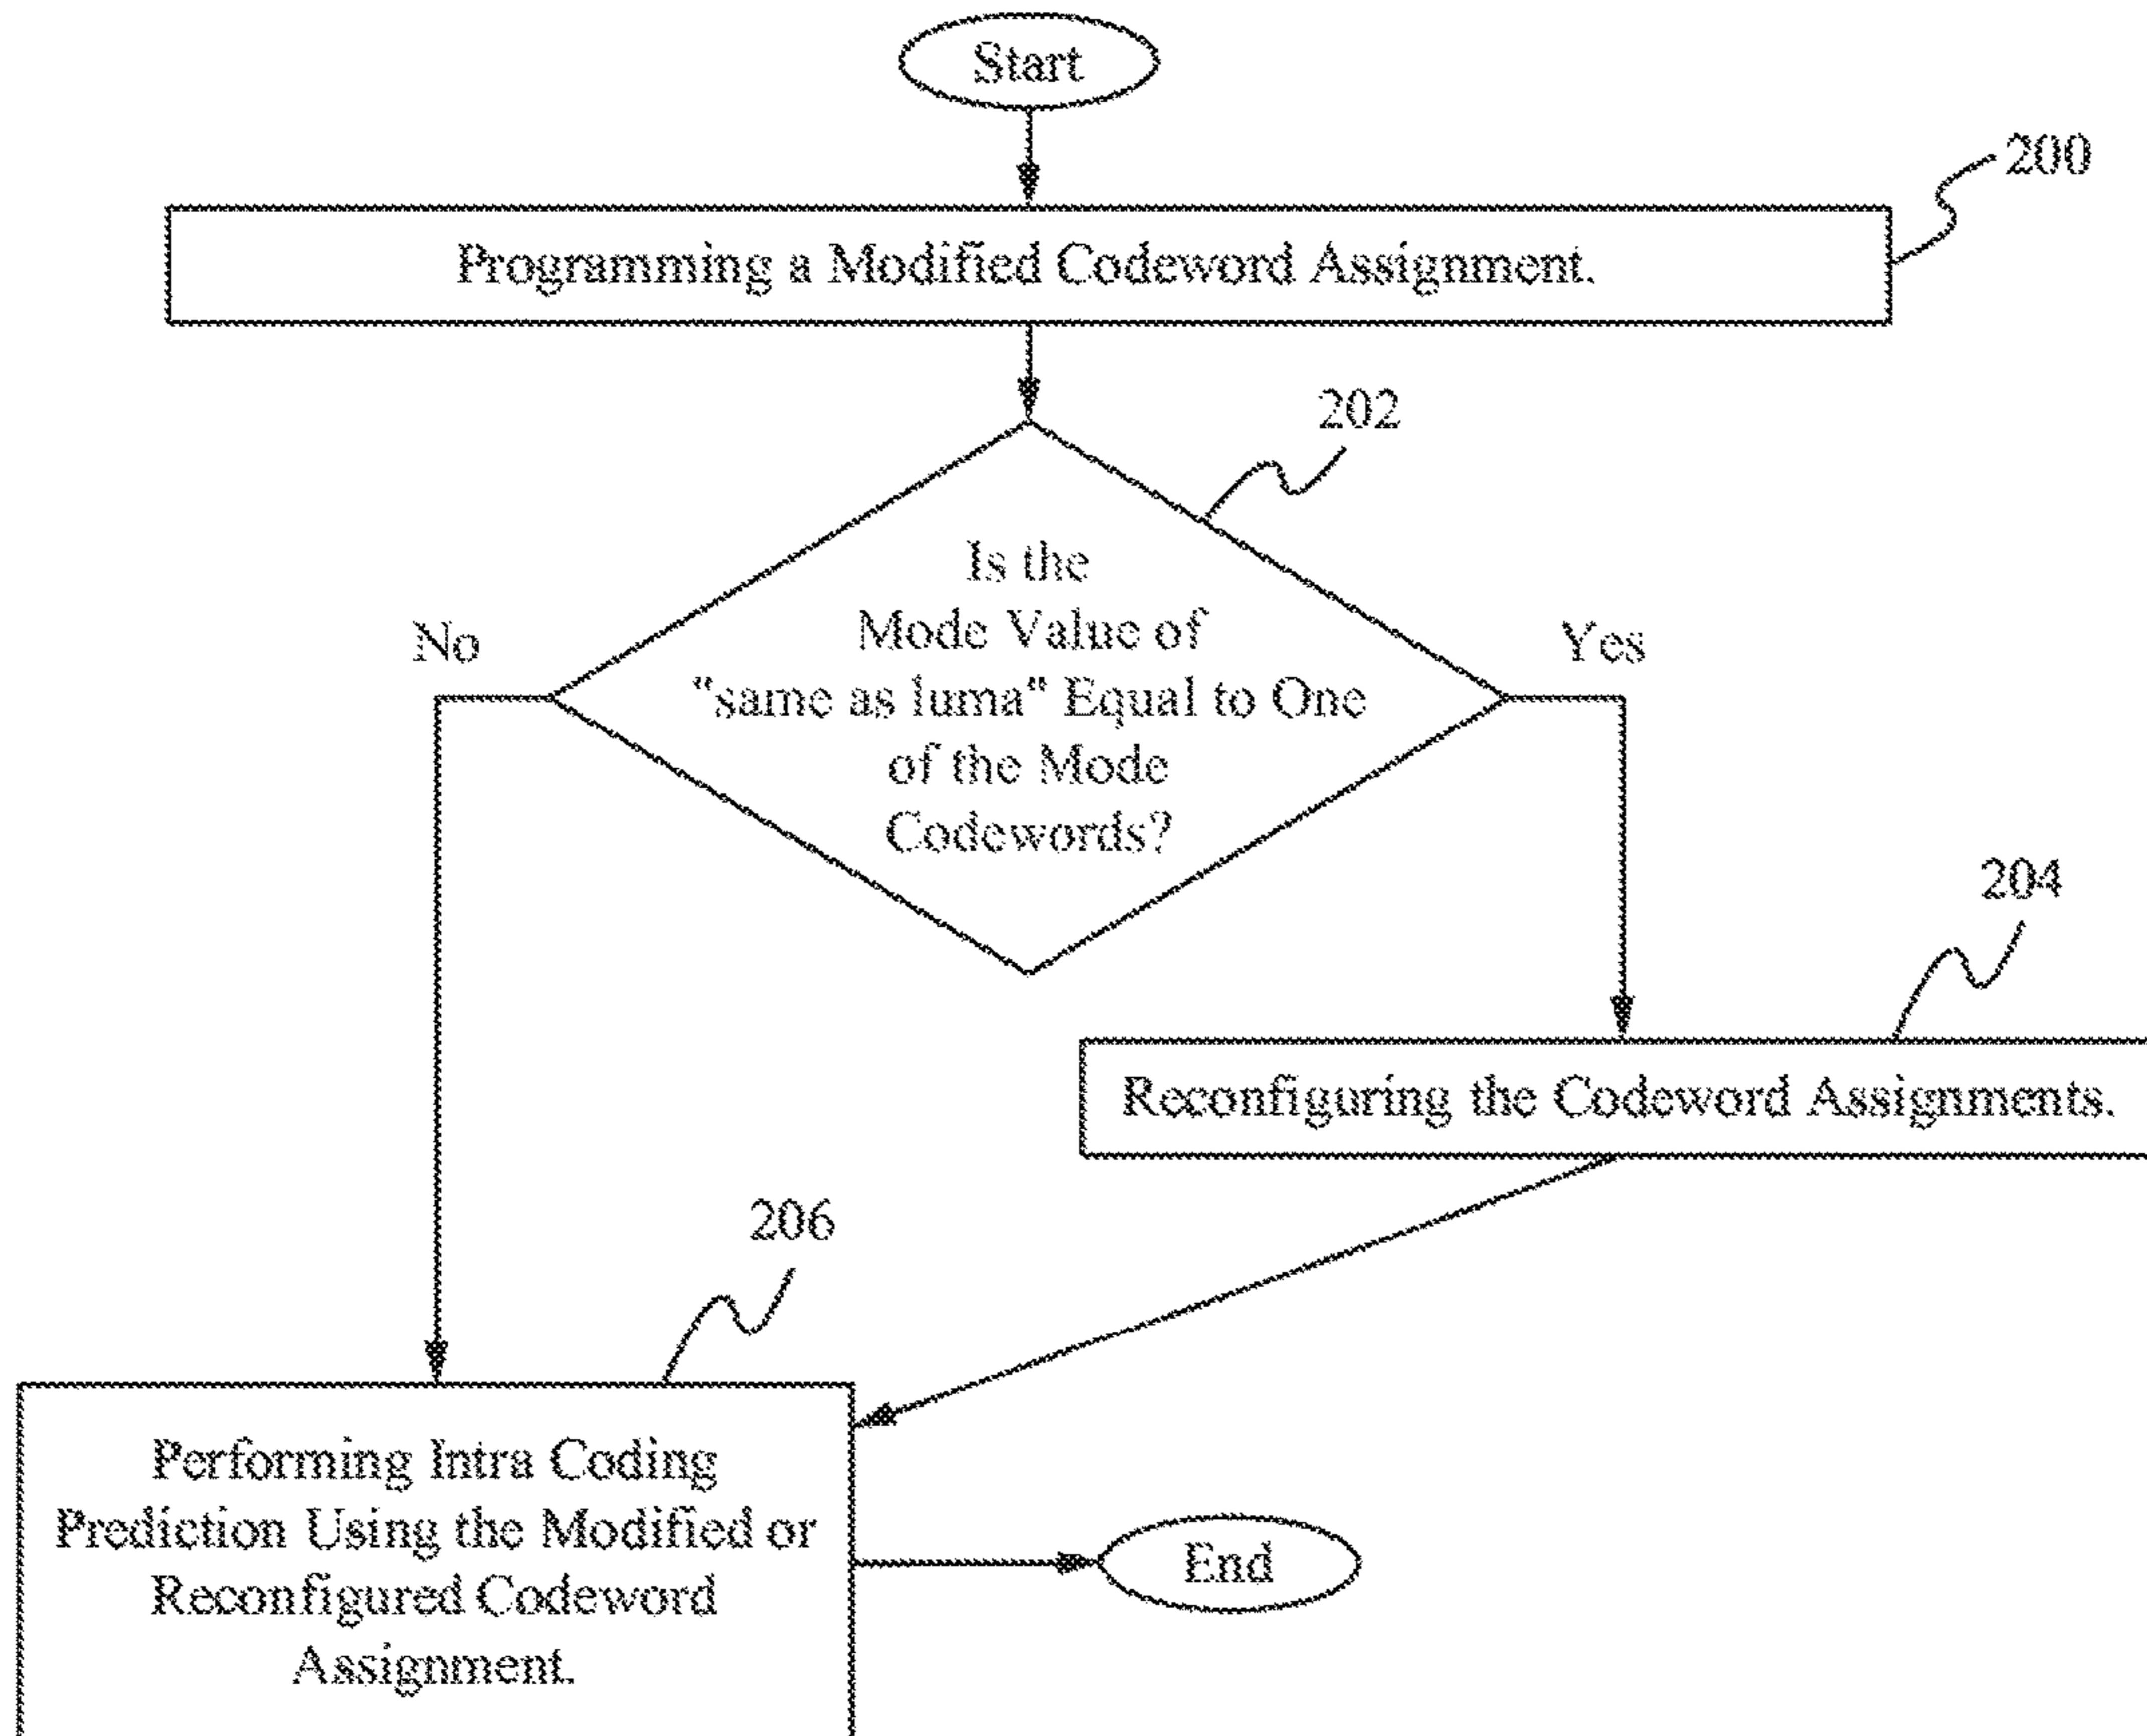 Start
200
Programming a Modified Codeword Assignment.
202
Is the
Mode Value of
"same as luma" Equal to One
of the Mode
Codewords?
No
Yes
204
Reconfiguring the Codeword Assignments.
206
Performing Intra Coding
Prediction Using the Modified or
Reconfigured Codeword
Assignment.
End